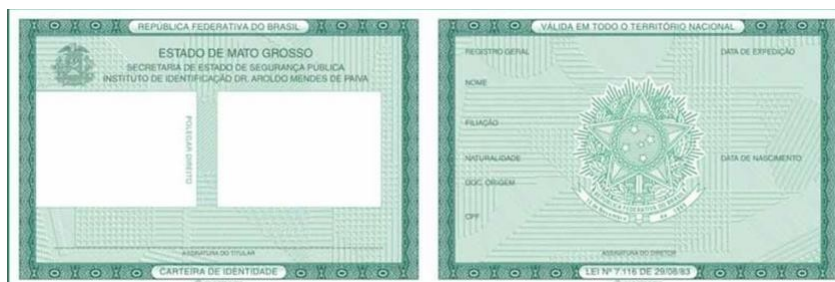 REPÚBLICA FEDERATIVA DO BRASIL
ESTADO DE MATO GROSSO
SECRETARIA DE ESTADO DE SEGURANÇA PÚBLICA
INSTITUTO DE IDENTIFICAÇÃO DR. AROLDO MENDES DE PAIVA
POLEGAR DIREITO
ASSINATURA DO TITULAR
CARTEIRA DE IDENTIDADE
VÁLIDA EM TODO O TERRITÓRIO NACIONAL
REGISTRO GERAL DATA DE EXPEDIÇÃO
NOME
FILIAÇÃO
NATURALIDADE DATA DE NASCIMENTO
DOC. ORIGEM
CPF
ASSINATURA DO DIRETOR
LEI Nº 7.116 DE 29/08/83